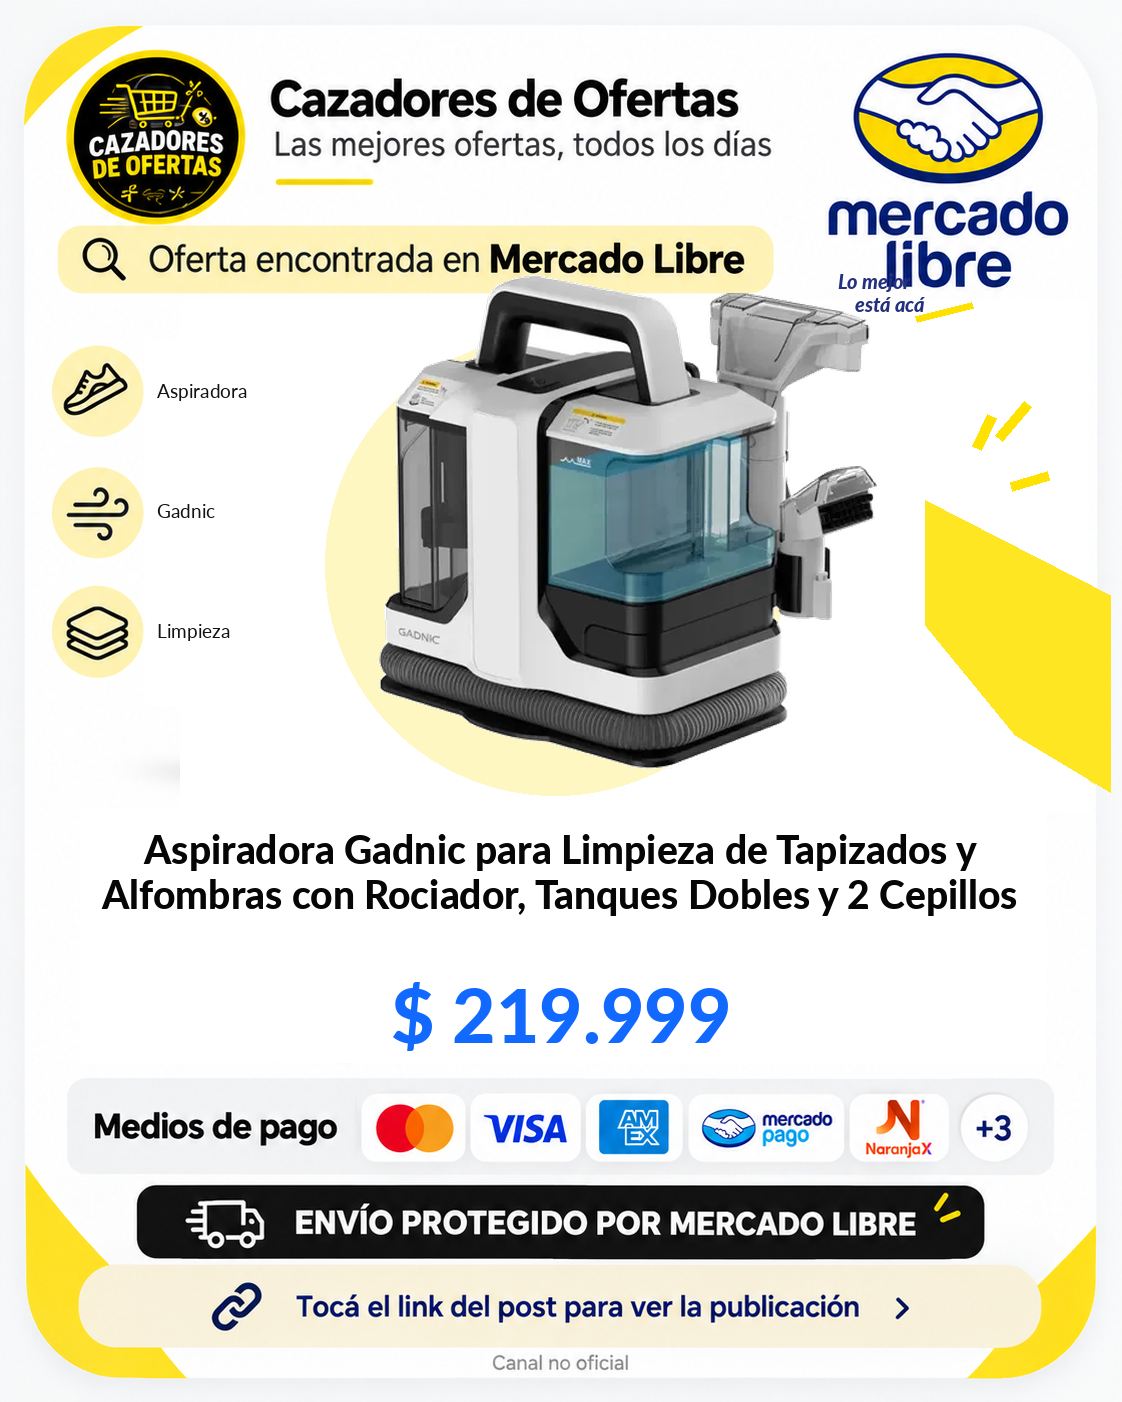 CAZADORES
DE OFERTAS
Cazadores de Ofertas
Las mejores ofertas, todos los días
mercado
libre
Lo mejor
está acá
Oferta encontrada en Mercado Libre
Aspiradora
Gadnic
Limpieza
MAX
GADNIC
Aspiradora Gadnic para Limpieza de Tapizados y
Alfombras con Rociador, Tanques Dobles y 2 Cepillos
$ 219.999
Medios de pago
VISA
AM
EX
mercado
pago
NaranjaX
+3
ENVÍO PROTEGIDO POR MERCADO LIBRE
Tocá el link del post para ver la publicación
Canal no oficial